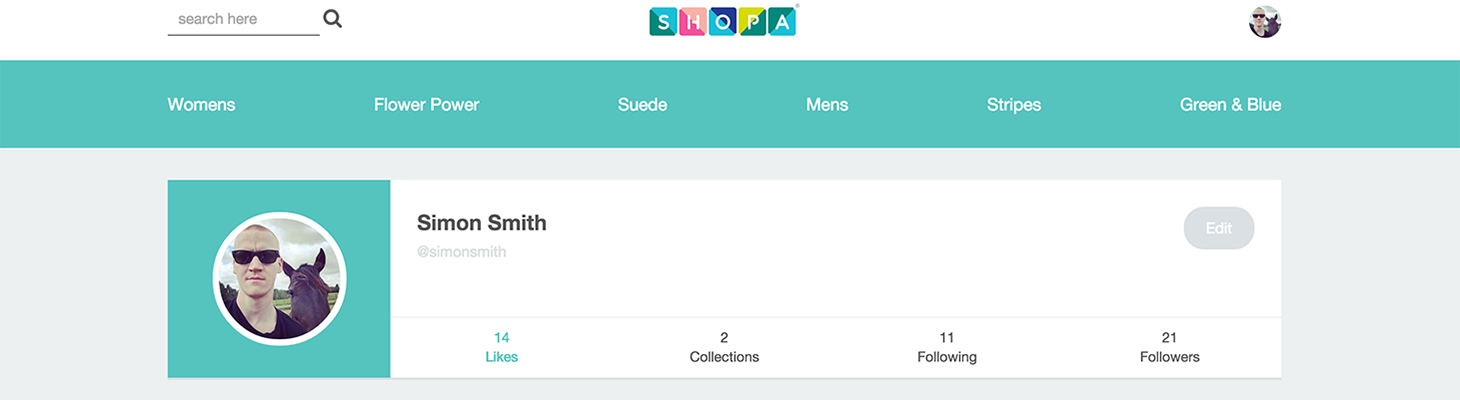 search here
SHOPA
Womens
Flower Power
Suede
Mens
Stripes
Green & Blue
Simon Smith
@simonsmith
Edit
14
Likes
2
Collections
11
Following
21
Followers